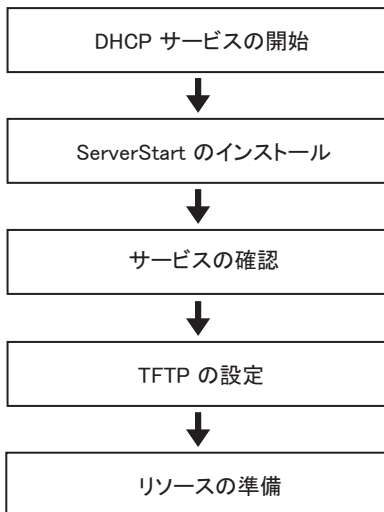 DHCP サービスの開始
ServerStart のインストール
サービスの確認
TFTP の設定
リソースの準備